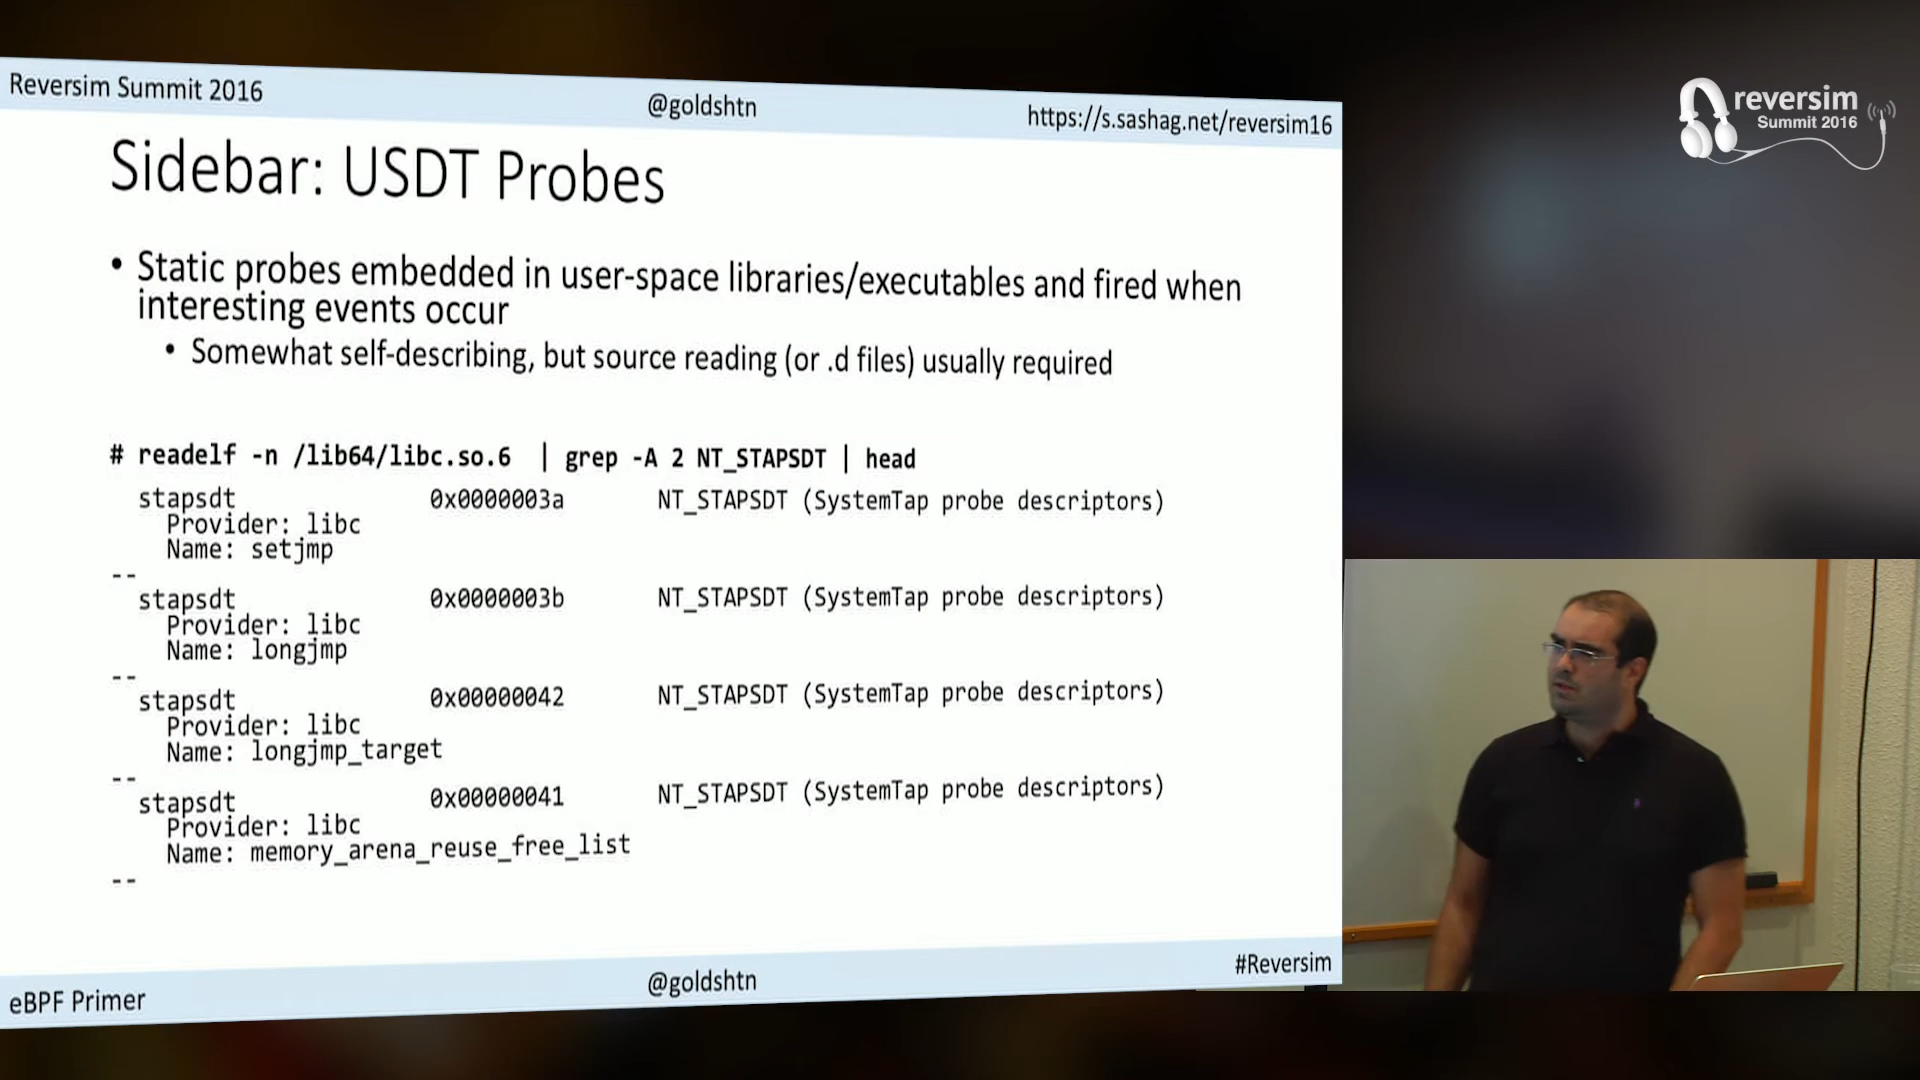 Reversim Summit 2016
@goldshtn
https://s.sashag.net/reversim16
Sidebar: USDT Probes
• Static probes embedded in user-space libraries/executables and fired when
interesting events occur
• Somewhat self-describing, but source reading (or .d files) usually required
# readelf -n /lib64/libc.so.6 | grep -A 2 NT_STAPSDT | head
stapsdt 0x0000003a NT_STAPSDT (SystemTap probe descriptors)
Provider: libc
Name: setjmp
--
stapsdt 0x0000003b NT_STAPSDT (SystemTap probe descriptors)
Provider: libc
Name: longjmp
--
stapsdt 0x00000042 NT_STAPSDT (SystemTap probe descriptors)
Provider: libc
Name: longjmp_target
--
stapsdt 0x00000041 NT_STAPSDT (SystemTap probe descriptors)
Provider: libc
Name: memory_arena_reuse_free_list
--
eBPF Primer
@goldshtn
#Reversim
reversim
Summit 2016